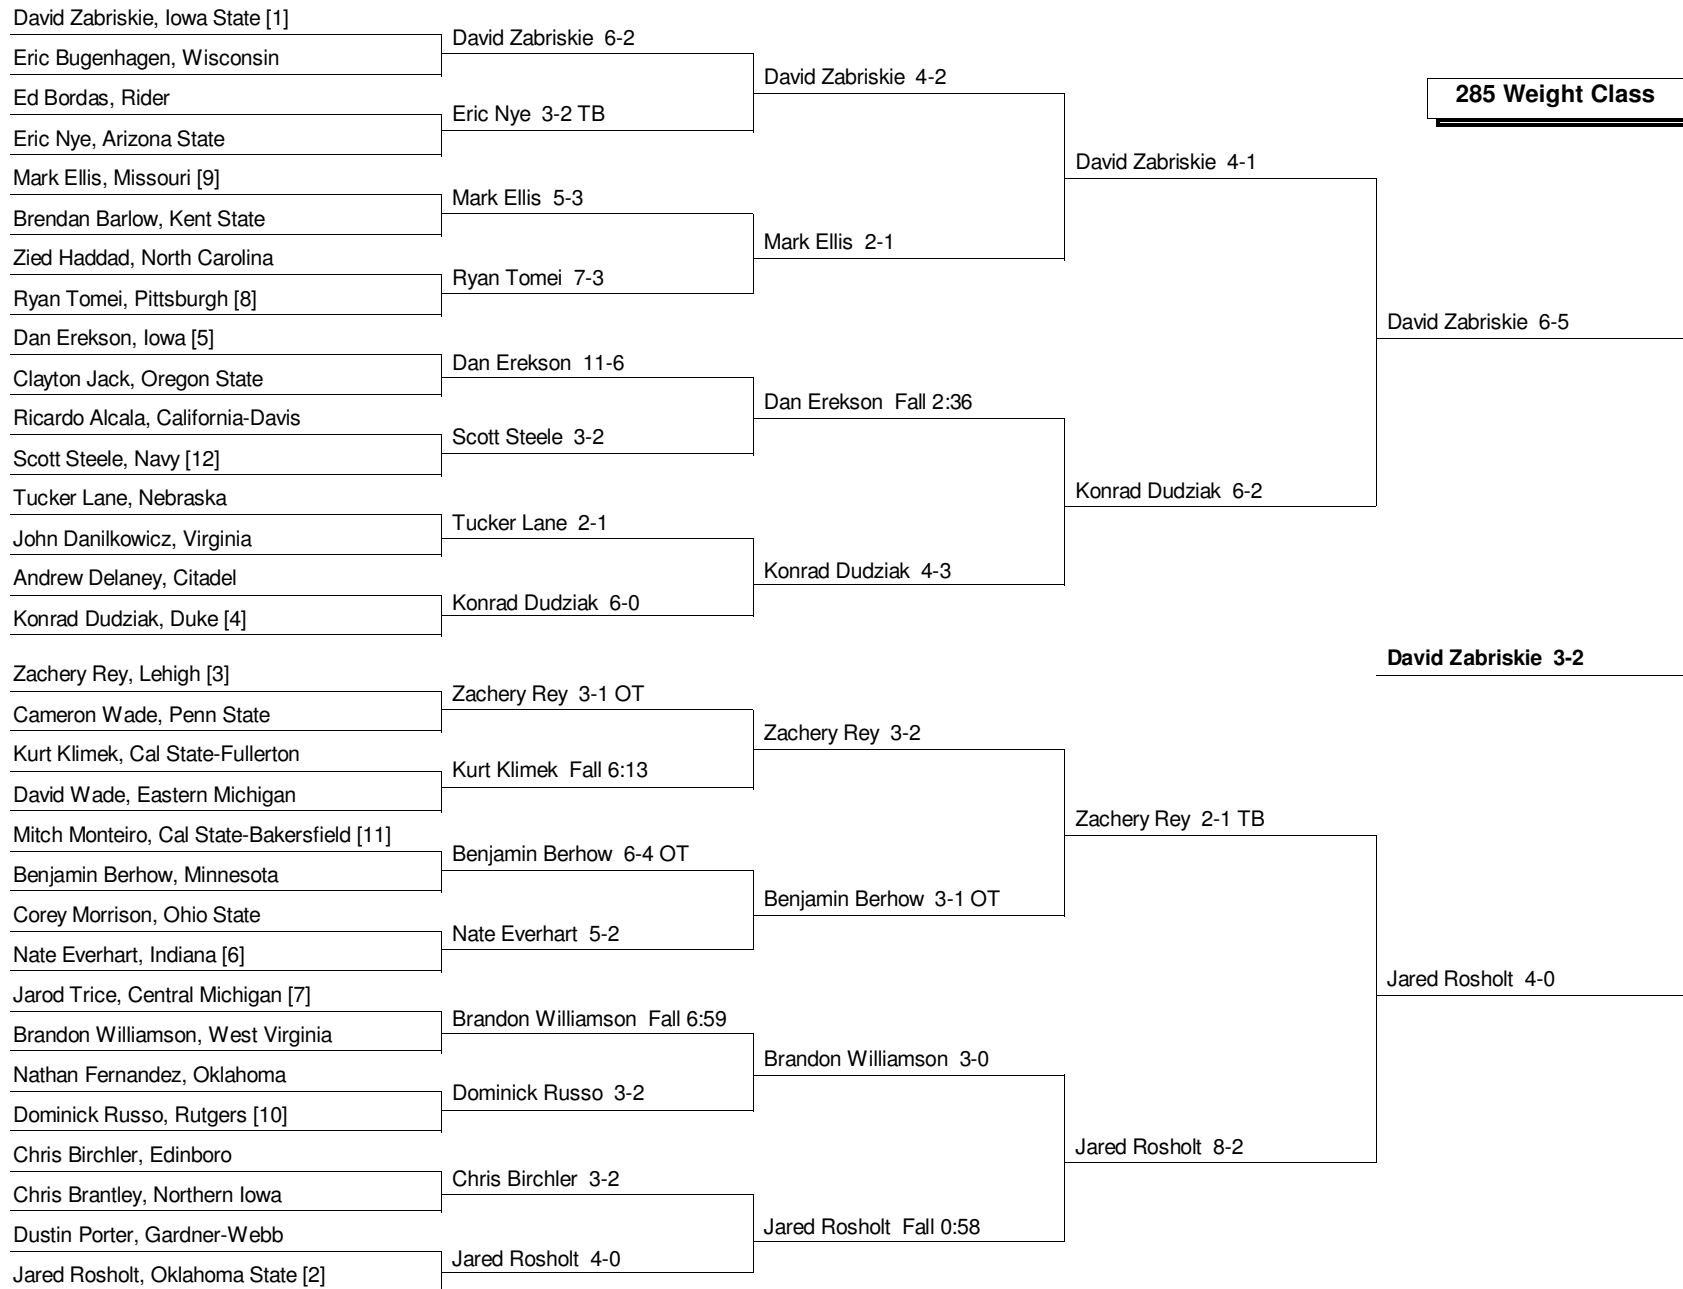 David Zabriskie, Iowa State [1]
Eric Bugenhagen, Wisconsin
Ed Bordas, Rider
Eric Nye, Arizona State
Mark Ellis, Missouri [9]
Brendan Barlow, Kent State
Zied Haddad, North Carolina
Ryan Tomei, Pittsburgh [8]
Dan Erekson, Iowa [5]
Clayton Jack, Oregon State
Ricardo Alcala, California-Davis
Scott Steele, Navy [12]
Tucker Lane, Nebraska
John Danilkowicz, Virginia
Andrew Delaney, Citadel
Konrad Dudziak, Duke [4]
Zachery Rey, Lehigh [3]
Cameron Wade, Penn State
Kurt Klimek, Cal State-Fullerton
David Wade, Eastern Michigan
Mitch Monteiro, Cal State-Bakersfield [11]
Benjamin Berhow, Minnesota
Corey Morrison, Ohio State
Nate Everhart, Indiana [6]
Jarod Trice, Central Michigan [7]
Brandon Williamson, West Virginia
Nathan Fernandez, Oklahoma
Dominick Russo, Rutgers [10]
Chris Birchler, Edinboro
Chris Brantley, Northern Iowa
Dustin Porter, Gardner-Webb
Jared Rosholt, Oklahoma State [2]
David Zabriskie 6-2
Eric Nye 3-2 TB
Mark Ellis 5-3
Ryan Tomei 7-3
Dan Erekson 11-6
Scott Steele 3-2
Tucker Lane 2-1
Konrad Dudziak 6-0
Zachery Rey 3-1 OT
Kurt Klimek Fall 6:13
Benjamin Berhow 6-4 OT
Nate Everhart 5-2
Brandon Williamson Fall 6:59
Dominick Russo 3-2
Chris Birchler 3-2
Jared Rosholt 4-0
David Zabriskie 4-2
Mark Ellis 2-1
Dan Erekson Fall 2:36
Konrad Dudziak 4-3
Zachery Rey 3-2
Benjamin Berhow 3-1 OT
Brandon Williamson 3-0
Jared Rosholt Fall 0:58
David Zabriskie 4-1
Konrad Dudziak 6-2
Zachery Rey 2-1 TB
Jared Rosholt 8-2
285 Weight Class
David Zabriskie 6-5
David Zabriskie 3-2
Jared Rosholt 4-0